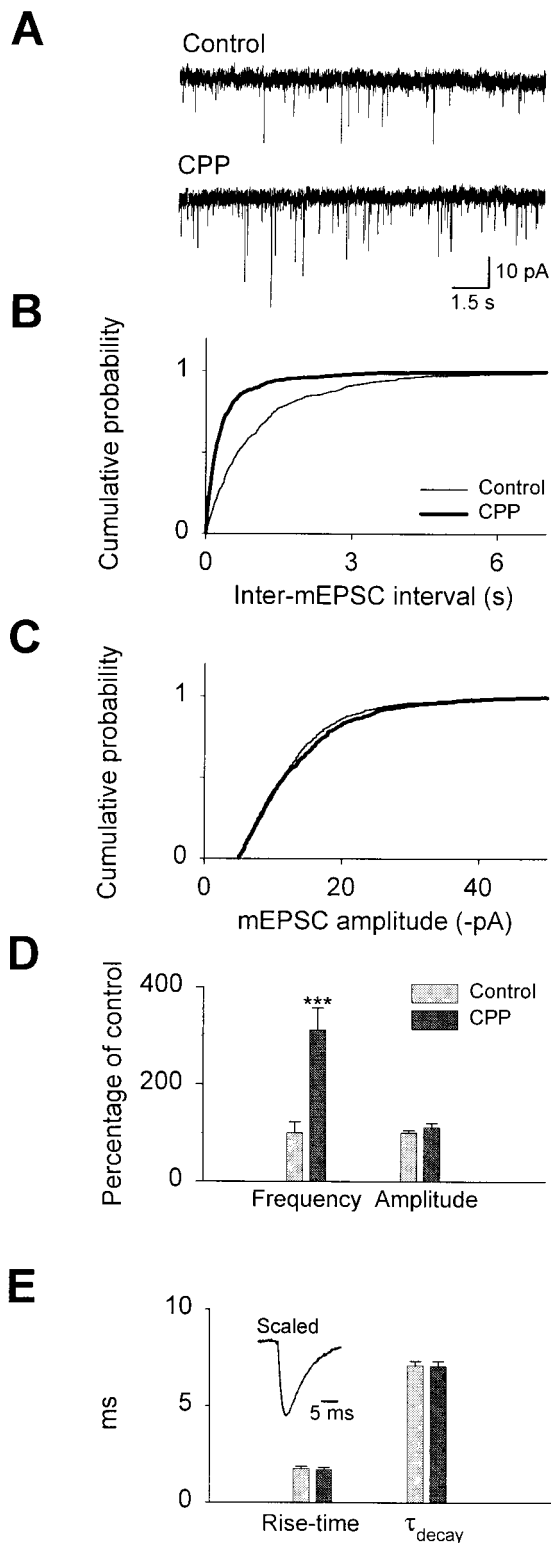 A
Control
CPP
10 pA
1.5 s
B
Cumulative probability
1
0
Control
CPP
0 3 6
Inter-mEPSC interval (s)
C
Cumulative probability
1
0
0 20 40
mEPSC amplitude (-pA)
D
Percentage of control
400
200
0
***
Control
CPP
Frequency Amplitude
E
ms
10
5
0
Scaled
5 ms
Rise-time τdecay